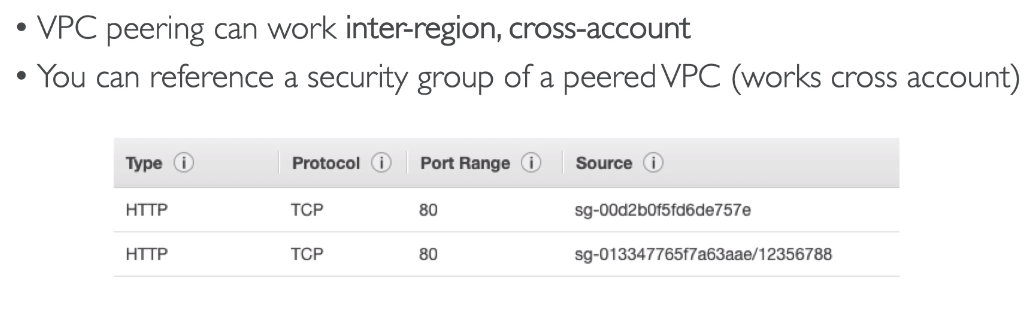 • VPC peering can work inter-region, cross-account
• You can reference a security group of a peered VPC (works cross account)
Type i Protocol i Port Range i Source i
HTTP TCP 80 sg-00d2b0f5fd6de757e
HTTP TCP 80 sg-013347765f7a63aae/12356788